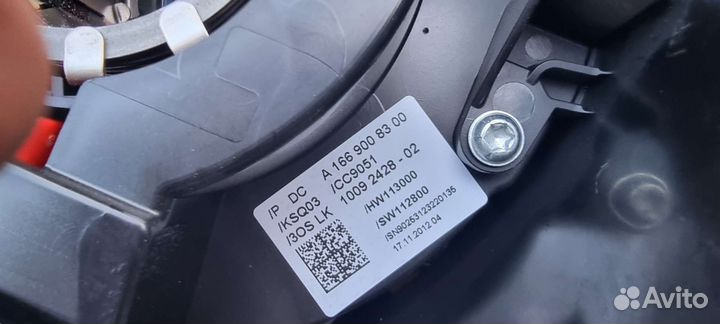 /P DC A 166 900 83 00
/KSQ03 /CC9051
/3OS LK 1009 2428 - 02
/HW113000
/SW112800
/SN90253123220135
17.11.2012 04
Avito